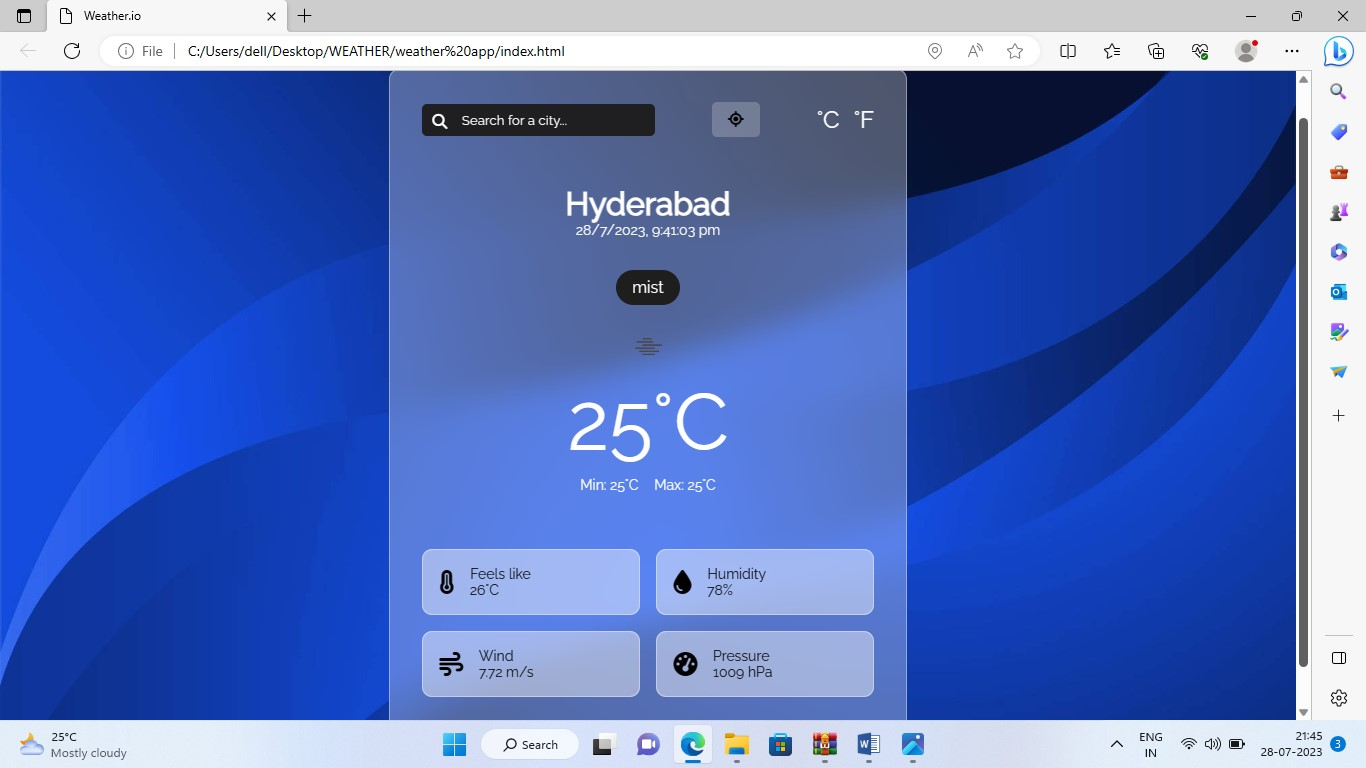 Weather.io
File
C:/Users/dell/Desktop/WEATHER/weather%20app/index.html
Search for a city...
°C °F
Hyderabad
28/7/2023, 9:41:03 pm
mist
25°C
Min: 25°C Max: 25°C
Feels like
26°C
Humidity
78%
Wind
7.72 m/s
Pressure
1009 hPa
25°C
Mostly cloudy
Search
ENG
IN
21:45
28-07-2023
3